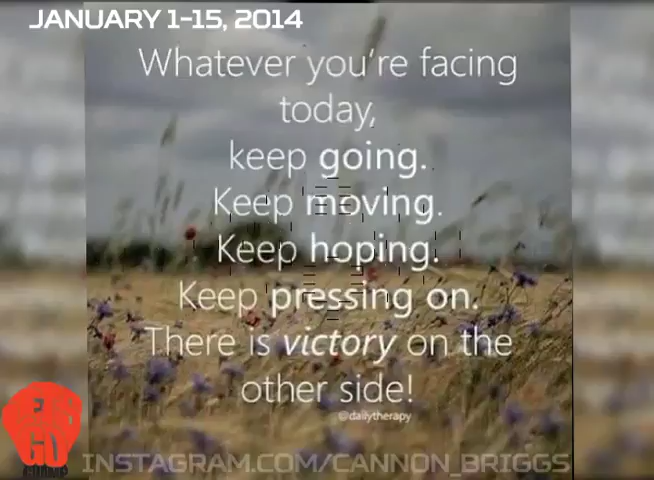 JANUARY 1-15, 2014
Whatever you're facing
today,
keep going.
Keep moving.
Keep hoping.
Keep pressing on.
There is victory on the
other side!
@dailytherapy
GO
INSTAGRAM.COM/CANNON_BRIGGS